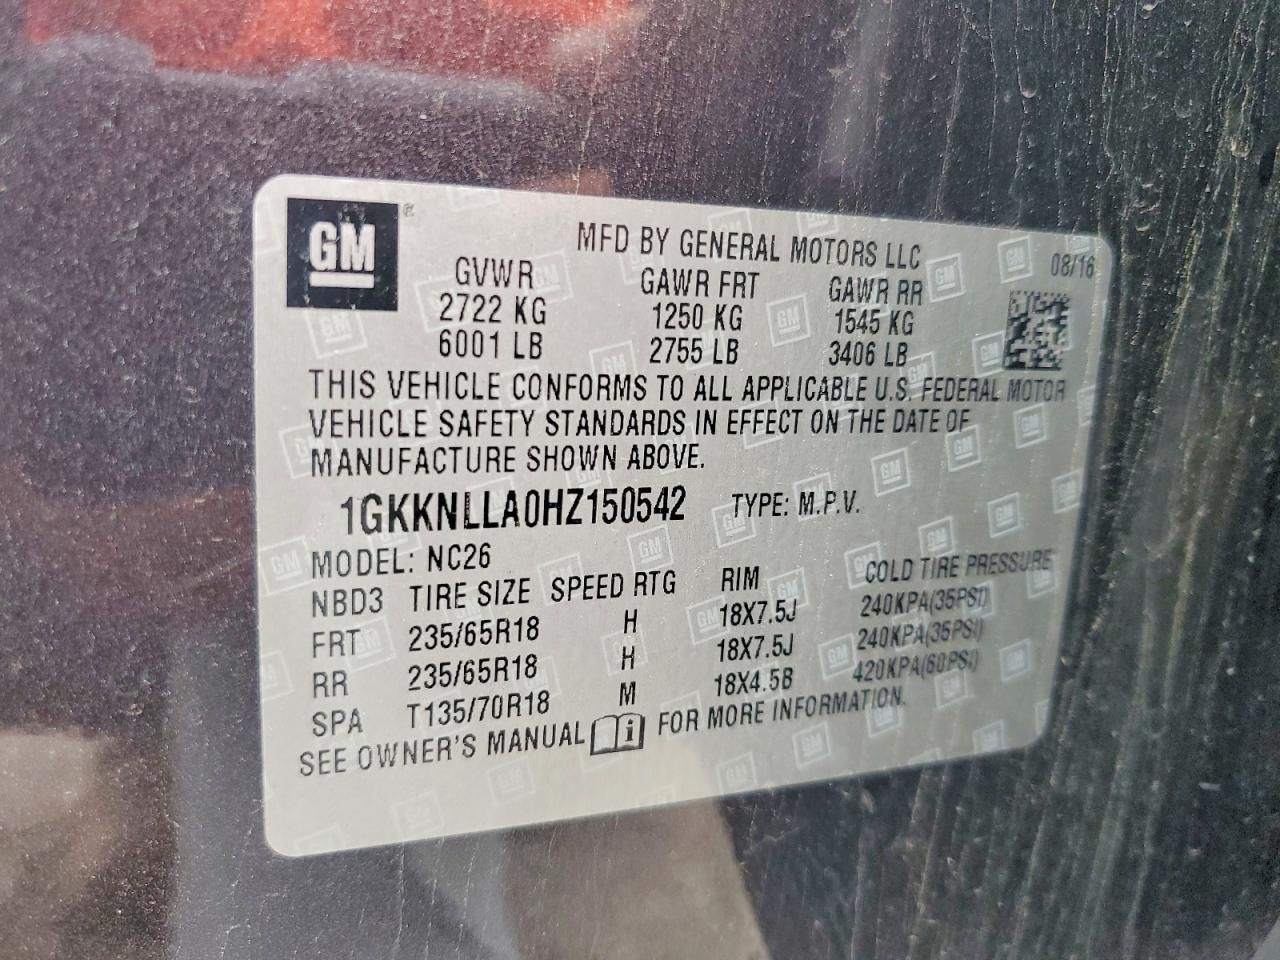 GM ®
MFD BY GENERAL MOTORS LLC
08/16
GVWR GAWR FRT GAWR RR
2722 KG 1250 KG 1545 KG
6001 LB 2755 LB 3406 LB
THIS VEHICLE CONFORMS TO ALL APPLICABLE U.S. FEDERAL MOTOR
VEHICLE SAFETY STANDARDS IN EFFECT ON THE DATE OF
MANUFACTURE SHOWN ABOVE.
1GKKNLLA0HZ150542 TYPE: M.P.V.
MODEL: NC26
NBD3 TIRE SIZE SPEED RTG RIM COLD TIRE PRESSURE
FRT 235/65R18 H 18X7.5J 240KPA(35PSI)
RR 235/65R18 H 18X7.5J 240KPA(35PSI)
SPA T135/70R18 M 18X4.5B 420KPA(60PSI)
SEE OWNER'S MANUAL i FOR MORE INFORMATION.